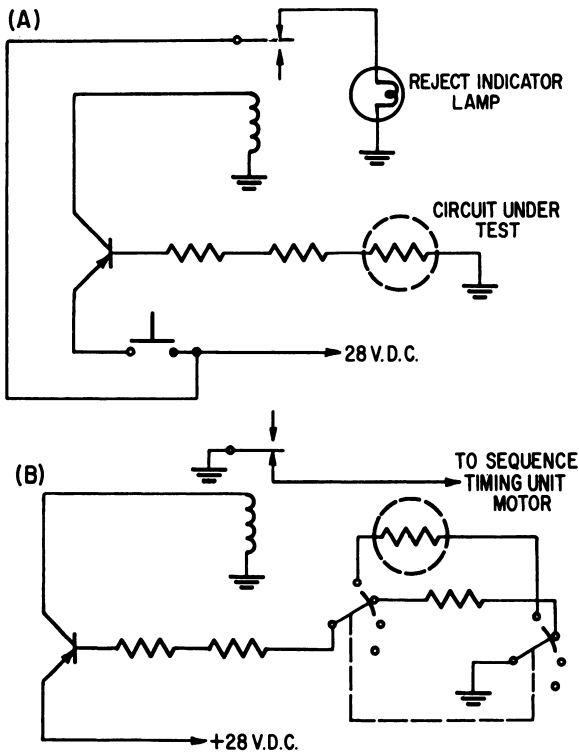 (A)
REJECT INDICATOR
LAMP
CIRCUIT UNDER
TEST
28 V.D.C.
(B)
TO SEQUENCE
TIMING UNIT
MOTOR
+28 V.D.C.